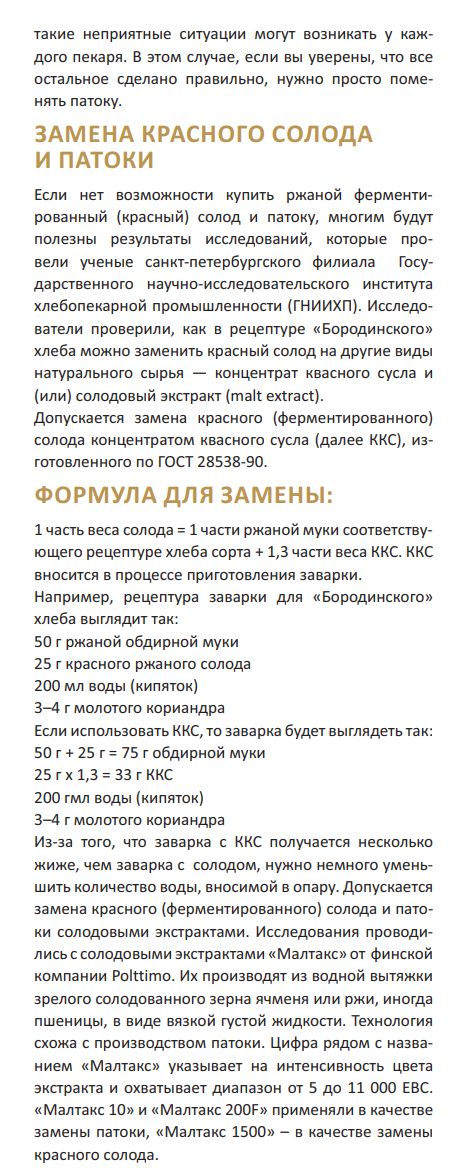 такие неприятные ситуации могут возникать у каж-
дого пекаря. В этом случае, если вы уверены, что все
остальное сделано правильно, нужно просто поме-
нять патоку.
ЗАМЕНА КРАСНОГО СОЛОДА
И ПАТОКИ
Если нет возможности купить ржаной ферменти-
рованный (красный) солод и патоку, многим будут
полезны результаты исследований, которые про-
вели ученые санкт-петербургского филиала Госу-
дарственного научно-исследовательского института
хлебопекарной промышленности (ГНИИХП). Исследо-
ватели проверили, как в рецептуре «Бородинского»
хлеба можно заменить красный солод на другие виды
натурального сырья — концентрат квасного сусла и
(или) солодовый экстракт (malt extract).
Допускается замена красного (ферментированного)
солода концентратом квасного сусла (далее ККС), из-
готовленного по ГОСТ 28538-90.
ФОРМУЛА ДЛЯ ЗАМЕНЫ:
1 часть веса солода = 1 части ржаной муки соответству-
ющего рецептуре хлеба сорта + 1,3 части веса ККС. ККС
вносится в процессе приготовления заварки.
Например, рецептура заварки для «Бородинского»
хлеба выглядит так:
50 г ржаной обдирной муки
25 г красного ржаного солода
200 мл воды (кипяток)
3–4 г молотого кориандра
Если использовать ККС, то заварка будет выглядеть так:
50 г + 25 г = 75 г обдирной муки
25 г х 1,3 = 33 г ККС
200 гмл воды (кипяток)
3–4 г молотого кориандра
Из-за того, что заварка с ККС получается несколько
жиже, чем заварка с солодом, нужно немного умень-
шить количество воды, вносимой в опару. Допускается
замена красного (ферментированного) солода и пато-
ки солодовыми экстрактами. Исследования проводи-
лись с солодовыми экстрактами «Малтакс» от финской
компании Polttimo. Их производят из водной вытяжки
зрелого солодованного зерна ячменя или ржи, иногда
пшеницы, в виде вязкой густой жидкости. Технология
схожа с производством патоки. Цифра рядом с назва-
нием «Малтакс» указывает на интенсивность цвета
экстракта и охватывает диапазон от 5 до 11 000 ЕВС.
«Малтакс 10» и «Малтакс 200F» применяли в качестве
замены патоки, «Малтакс 1500» – в качестве замены
красного солода.